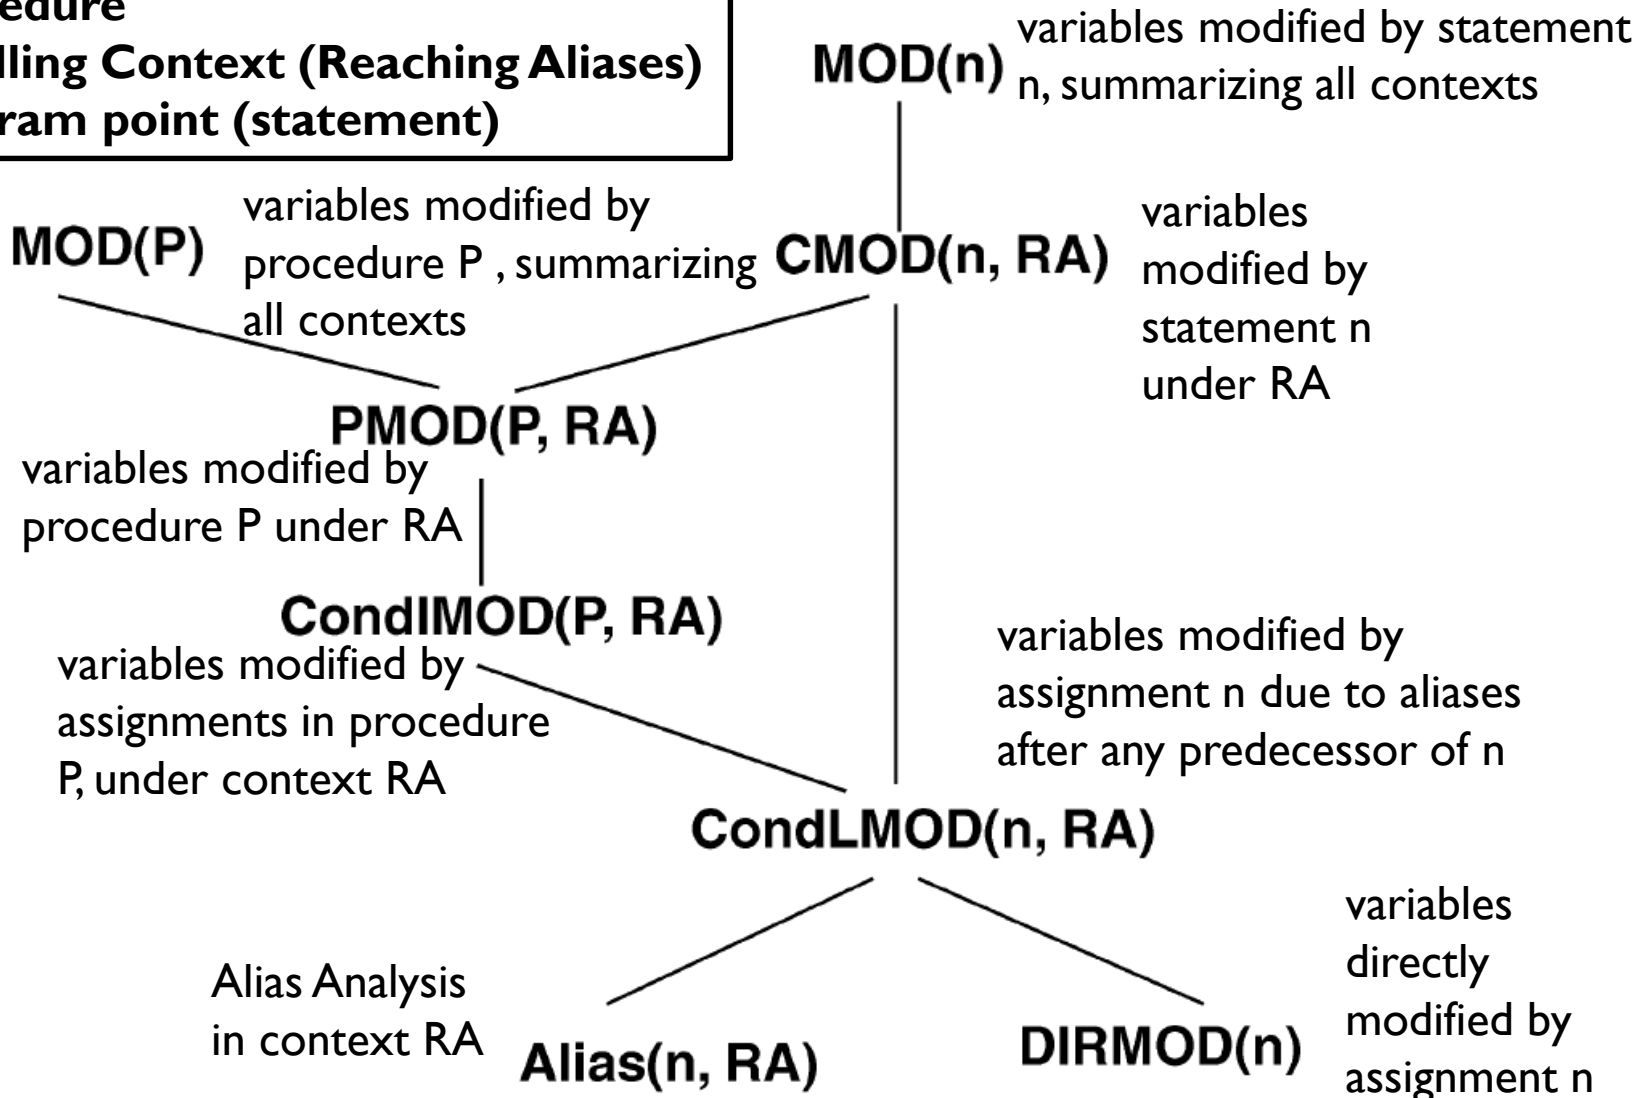 lling Context (Reaching Aliases)
ram point (statement)
MOD(n)
variables modified by statement
n, summarizing all contexts
MOD(P)
variables modified by
procedure P , summarizing
all contexts
CMOD(n, RA)
variables
modified by
statement n
under RA
PMOD(P, RA)
variables modified by
procedure P under RA
CondIMOD(P, RA)
variables modified by
assignments in procedure
P, under context RA
variables modified by
assignment n due to aliases
after any predecessor of n
CondLMOD(n, RA)
Alias Analysis
in context RA
Alias(n, RA)
DIRMOD(n)
variables
directly
modified by
assignment n